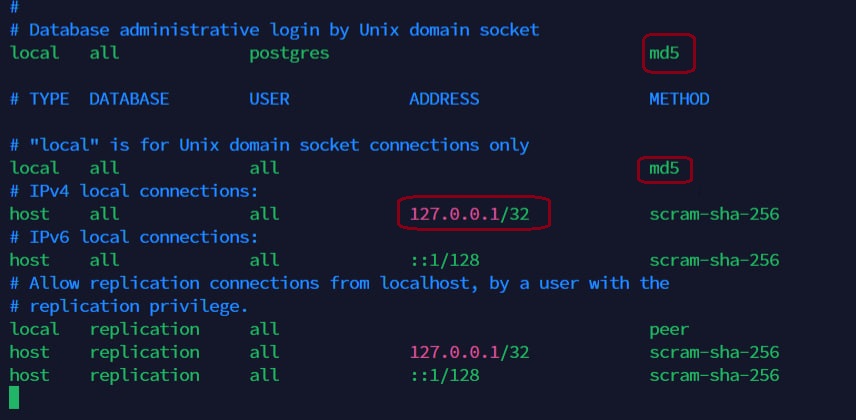 #
# Database administrative login by Unix domain socket
local   all             postgres                                md5
# TYPE  DATABASE        USER            ADDRESS                 METHOD
# "local" is for Unix domain socket connections only
local   all             all                                     md5
# IPv4 local connections:
host    all             all             127.0.0.1/32            scram-sha-256
# IPv6 local connections:
host    all             all             ::1/128                 scram-sha-256
# Allow replication connections from localhost, by a user with the
# replication privilege.
local   replication     all                                     peer
host    replication     all             127.0.0.1/32            scram-sha-256
host    replication     all             ::1/128                 scram-sha-256